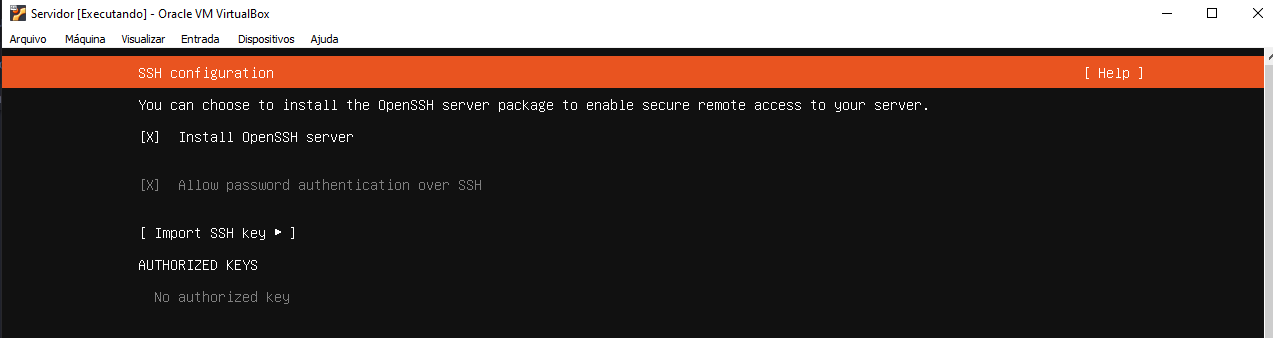 Servidor [Executando] - Oracle VM VirtualBox
Arquivo Máquina Visualizar Entrada Dispositivos Ajuda
SSH configuration [ Help ]
You can choose to install the OpenSSH server package to enable secure remote access to your server.
[X] Install OpenSSH server
[X] Allow password authentication over SSH
[ Import SSH key ▸ ]
AUTHORIZED KEYS
No authorized key